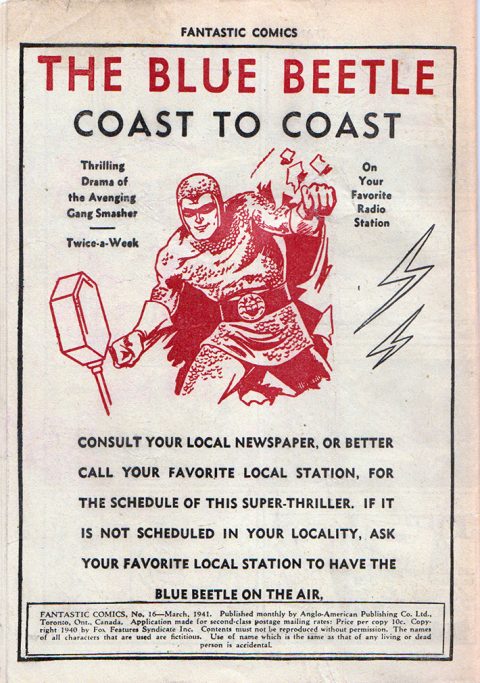 FANTASTIC COMICS
THE BLUE BEETLE
COAST TO COAST
Thrilling
Drama of
the Avenging
Gang Smasher
Twice-a-Week
On
Your
Favorite
Radio
Station
CONSULT YOUR LOCAL NEWSPAPER, OR BETTER
CALL YOUR FAVORITE LOCAL STATION, FOR
THE SCHEDULE OF THIS SUPER-THRILLER. IF IT
IS NOT SCHEDULED IN YOUR LOCALITY, ASK
YOUR FAVORITE LOCAL STATION TO HAVE THE
BLUE BEETLE ON THE AIR.
FANTASTIC COMICS, No. 16—March, 1941. Published monthly by Anglo-American Publishing Co. Ltd.,
Toronto, Ont., Canada. Application made for second-class postage mailing rates: Price per copy 10c. Copy-
right 1940 by Fox Features Syndicate Inc. Contents must not be reproduced without permission. The names
of all characters that are used are fictitious. Use of name which is the same as that of any living or dead
person is accidental.